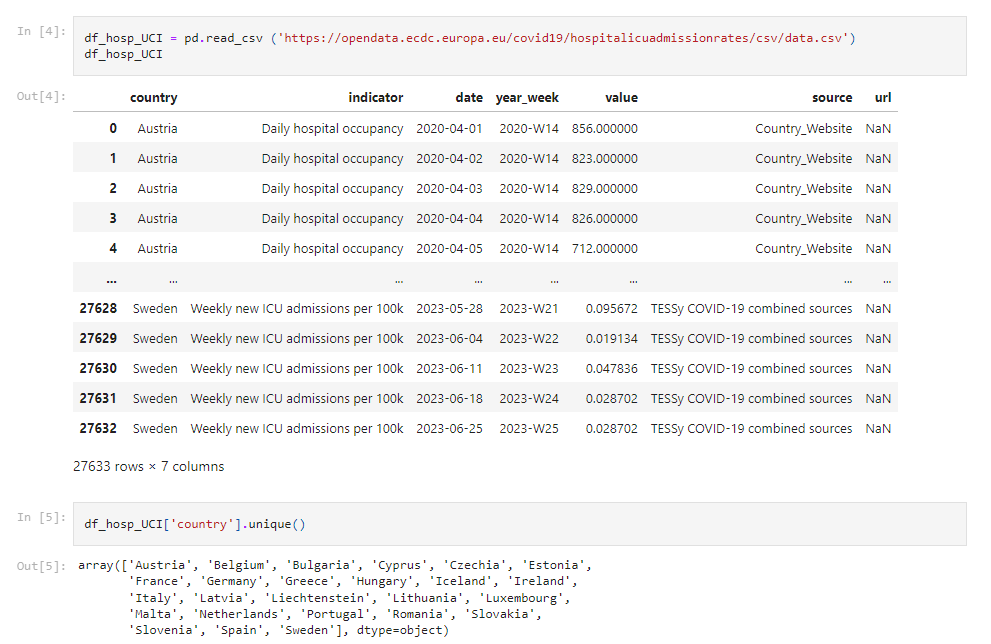 In [4]:
df_hosp_UCI = pd.read_csv ('https://opendata.ecdc.europa.eu/covid19/hospitalicuadmissionrates/csv/data.csv')
df_hosp_UCI
Out[4]:
country indicator date year_week value source url
0 Austria Daily hospital occupancy 2020-04-01 2020-W14 856.000000 Country_Website NaN
1 Austria Daily hospital occupancy 2020-04-02 2020-W14 823.000000 Country_Website NaN
2 Austria Daily hospital occupancy 2020-04-03 2020-W14 829.000000 Country_Website NaN
3 Austria Daily hospital occupancy 2020-04-04 2020-W14 826.000000 Country_Website NaN
4 Austria Daily hospital occupancy 2020-04-05 2020-W14 712.000000 Country_Website NaN
... ... ... ... ... ... ... ...
27628 Sweden Weekly new ICU admissions per 100k 2023-05-28 2023-W21 0.095672 TESSy COVID-19 combined sources NaN
27629 Sweden Weekly new ICU admissions per 100k 2023-06-04 2023-W22 0.019134 TESSy COVID-19 combined sources NaN
27630 Sweden Weekly new ICU admissions per 100k 2023-06-11 2023-W23 0.047836 TESSy COVID-19 combined sources NaN
27631 Sweden Weekly new ICU admissions per 100k 2023-06-18 2023-W24 0.028702 TESSy COVID-19 combined sources NaN
27632 Sweden Weekly new ICU admissions per 100k 2023-06-25 2023-W25 0.028702 TESSy COVID-19 combined sources NaN
27633 rows × 7 columns
In [5]:
df_hosp_UCI['country'].unique()
Out[5]:
array(['Austria', 'Belgium', 'Bulgaria', 'Cyprus', 'Czechia', 'Estonia',
'France', 'Germany', 'Greece', 'Hungary', 'Iceland', 'Ireland',
'Italy', 'Latvia', 'Liechtenstein', 'Lithuania', 'Luxembourg',
'Malta', 'Netherlands', 'Portugal', 'Romania', 'Slovakia',
'Slovenia', 'Spain', 'Sweden'], dtype=object)